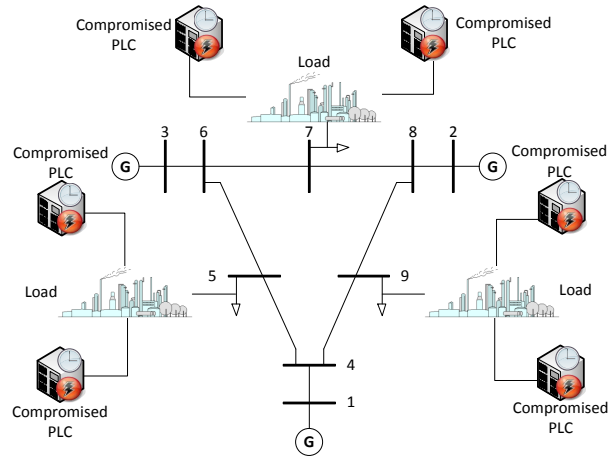 Compromised
PLC
Compromised
PLC
Load
3
6
7
8
2
G
G
Compromised
PLC
Compromised
PLC
5
9
Load
Load
4
Compromised
PLC
1
Compromised
PLC
G